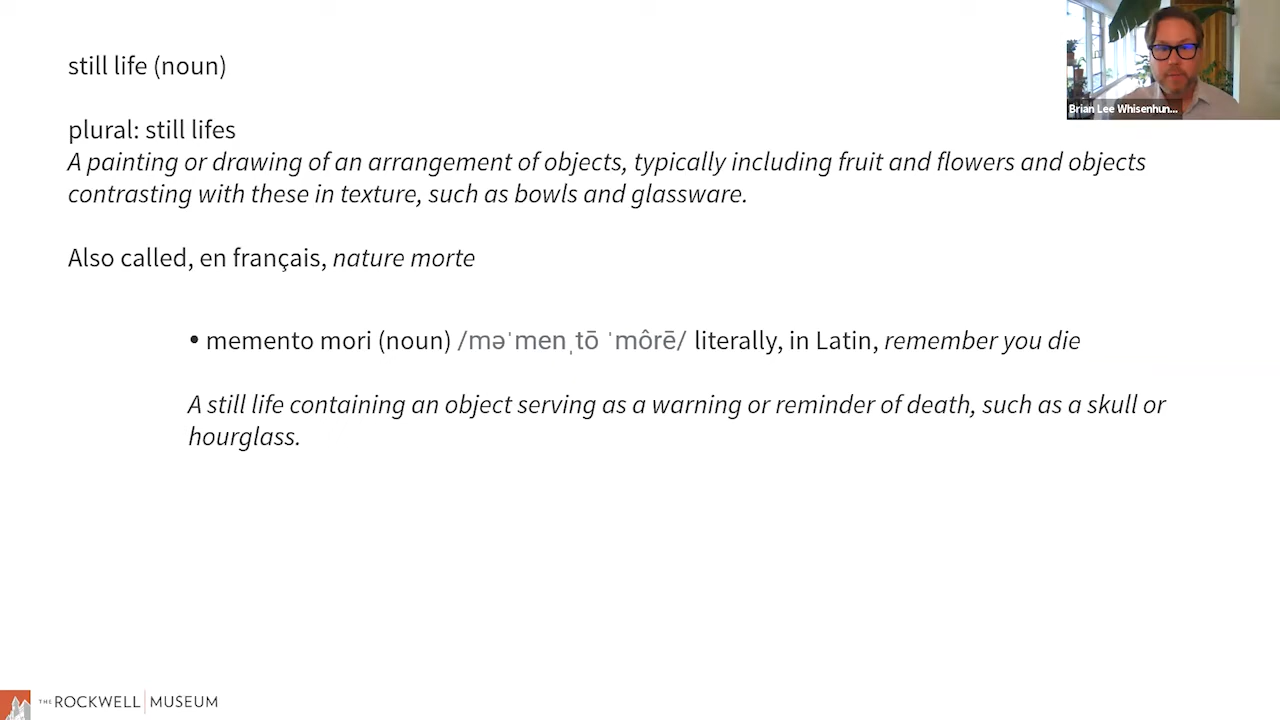 still life (noun)
plural: still lifes
A painting or drawing of an arrangement of objects, typically including fruit and flowers and objects
contrasting with these in texture, such as bowls and glassware.
Also called, en français, nature morte
• memento mori (noun) /məˈmenˌtō ˈmôrē/ literally, in Latin, remember you die
A still life containing an object serving as a warning or reminder of death, such as a skull or
hourglass.
Brian Lee Whisenhun...
THE ROCKWELL | MUSEUM